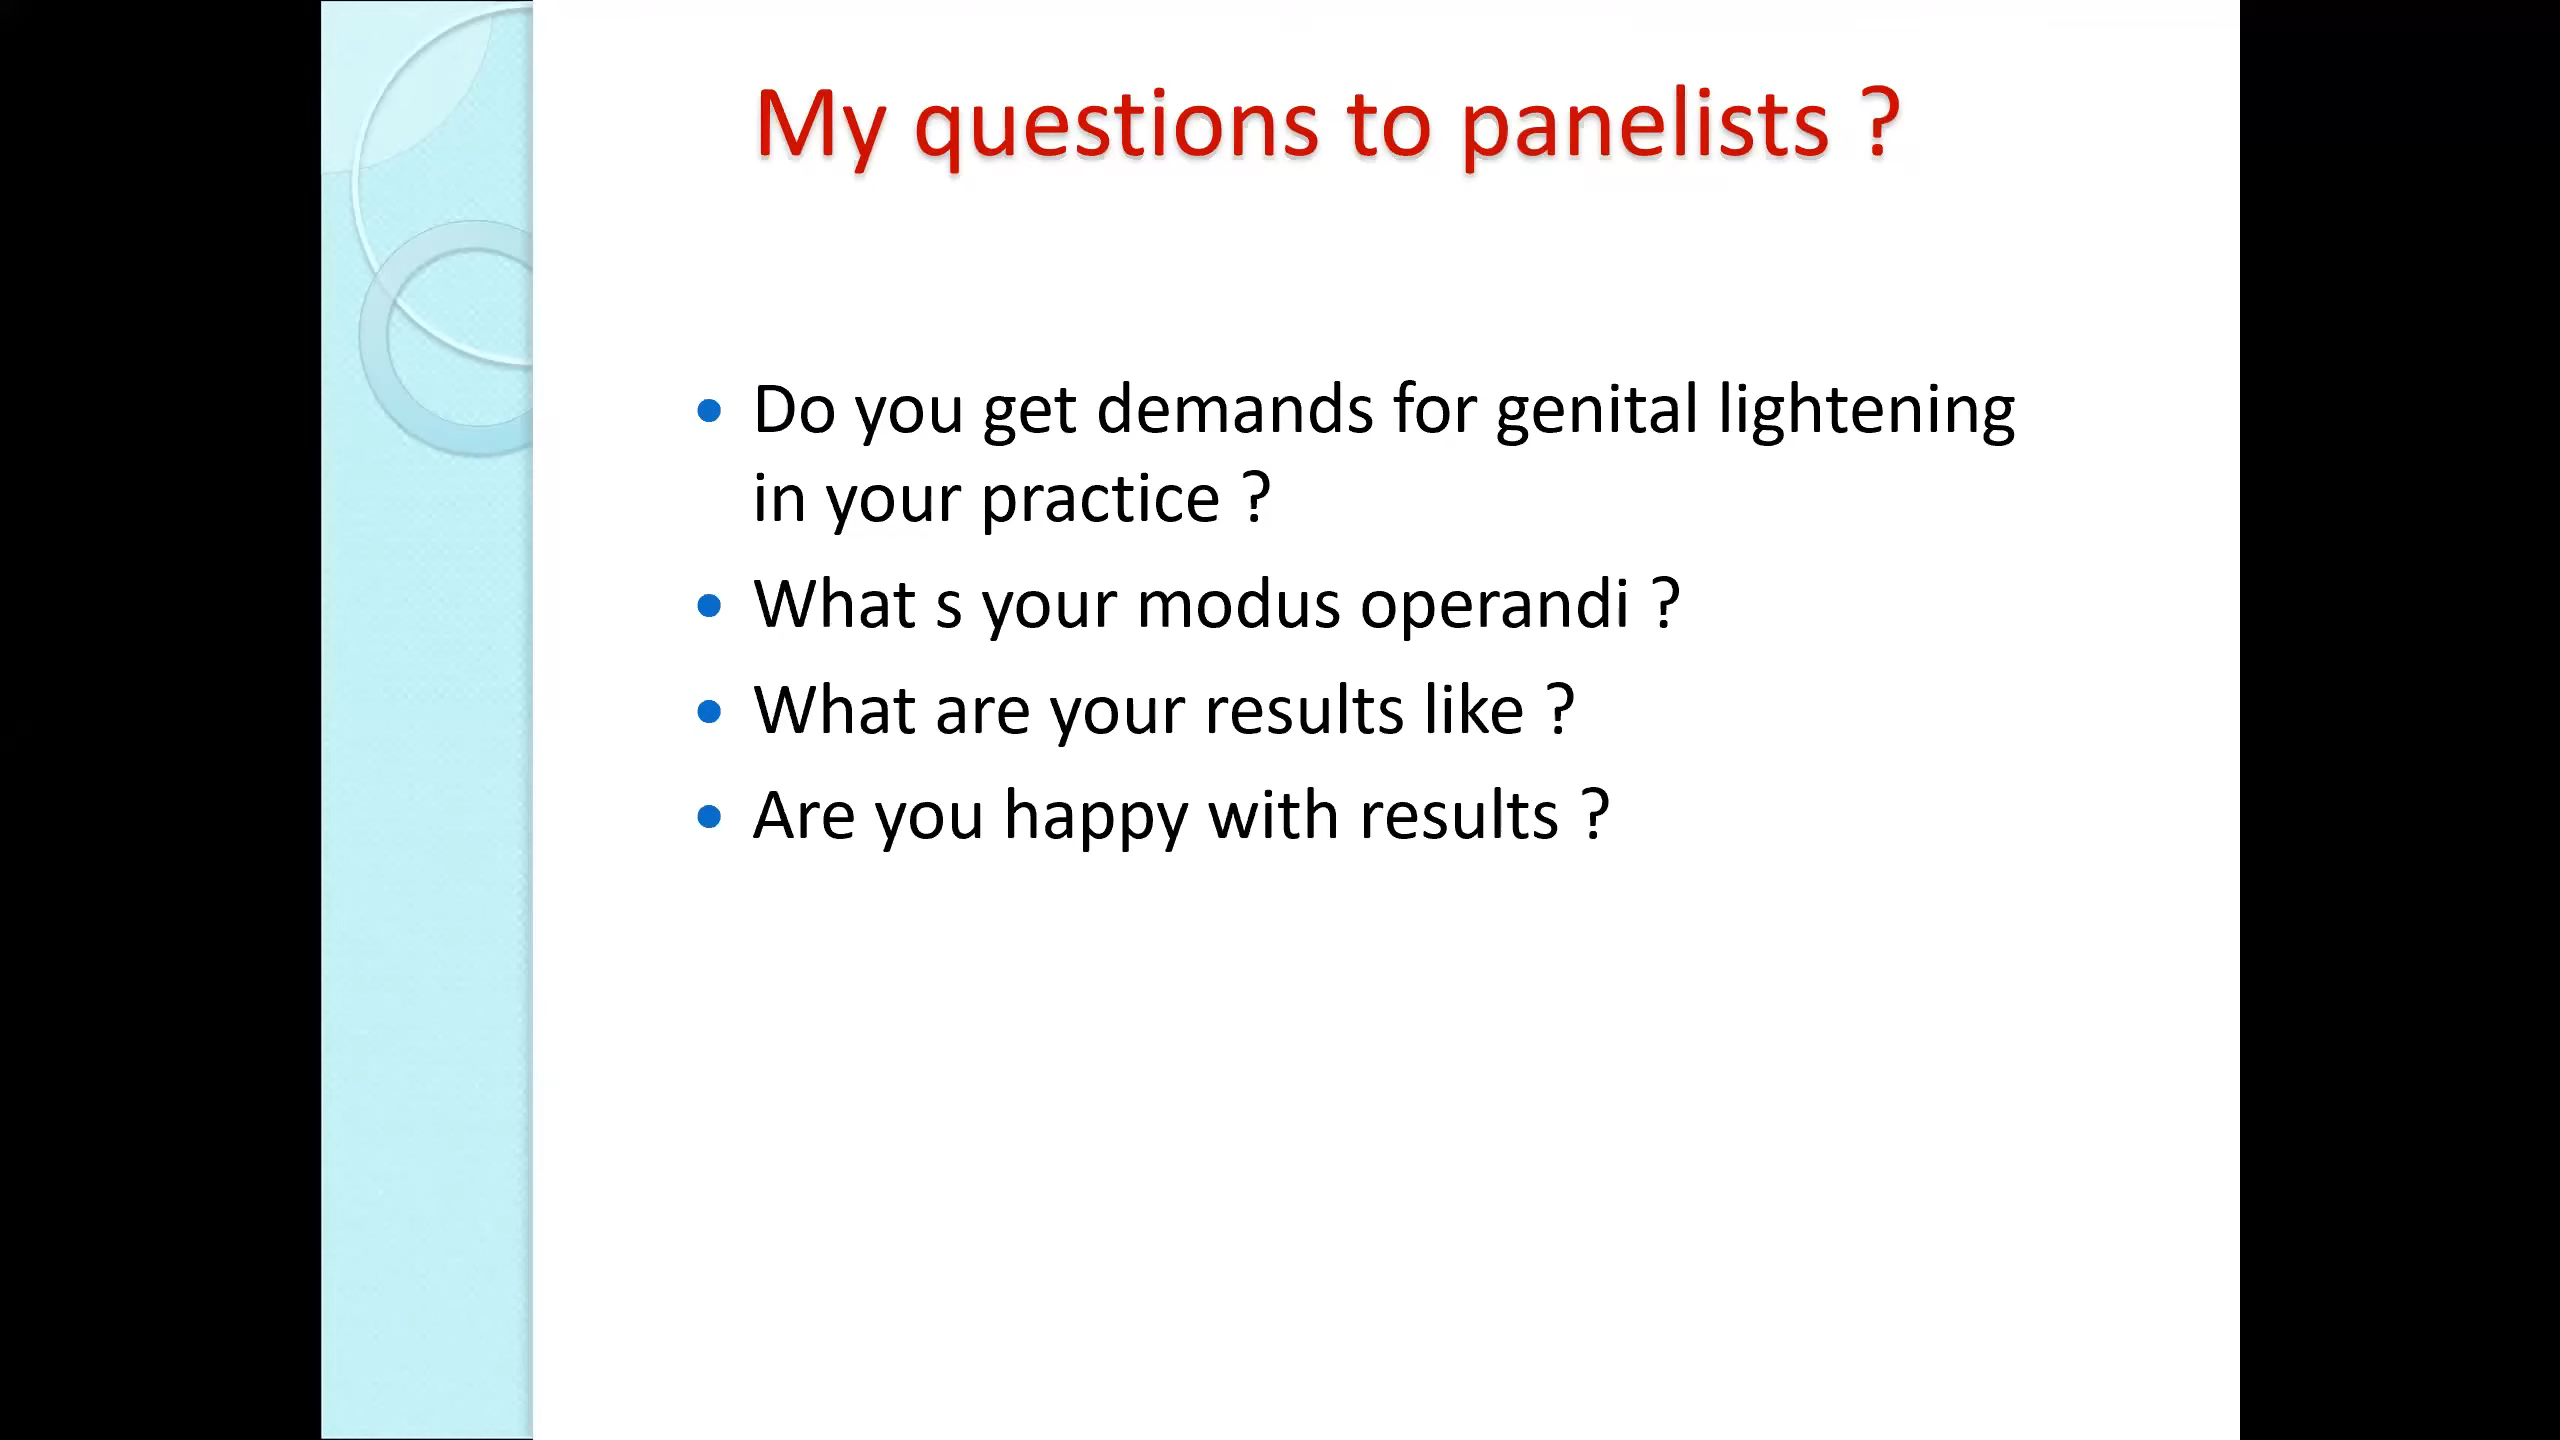 My questions to panelists ?
• Do you get demands for genital lightening
in your practice ?
• What s your modus operandi ?
• What are your results like ?
• Are you happy with results ?